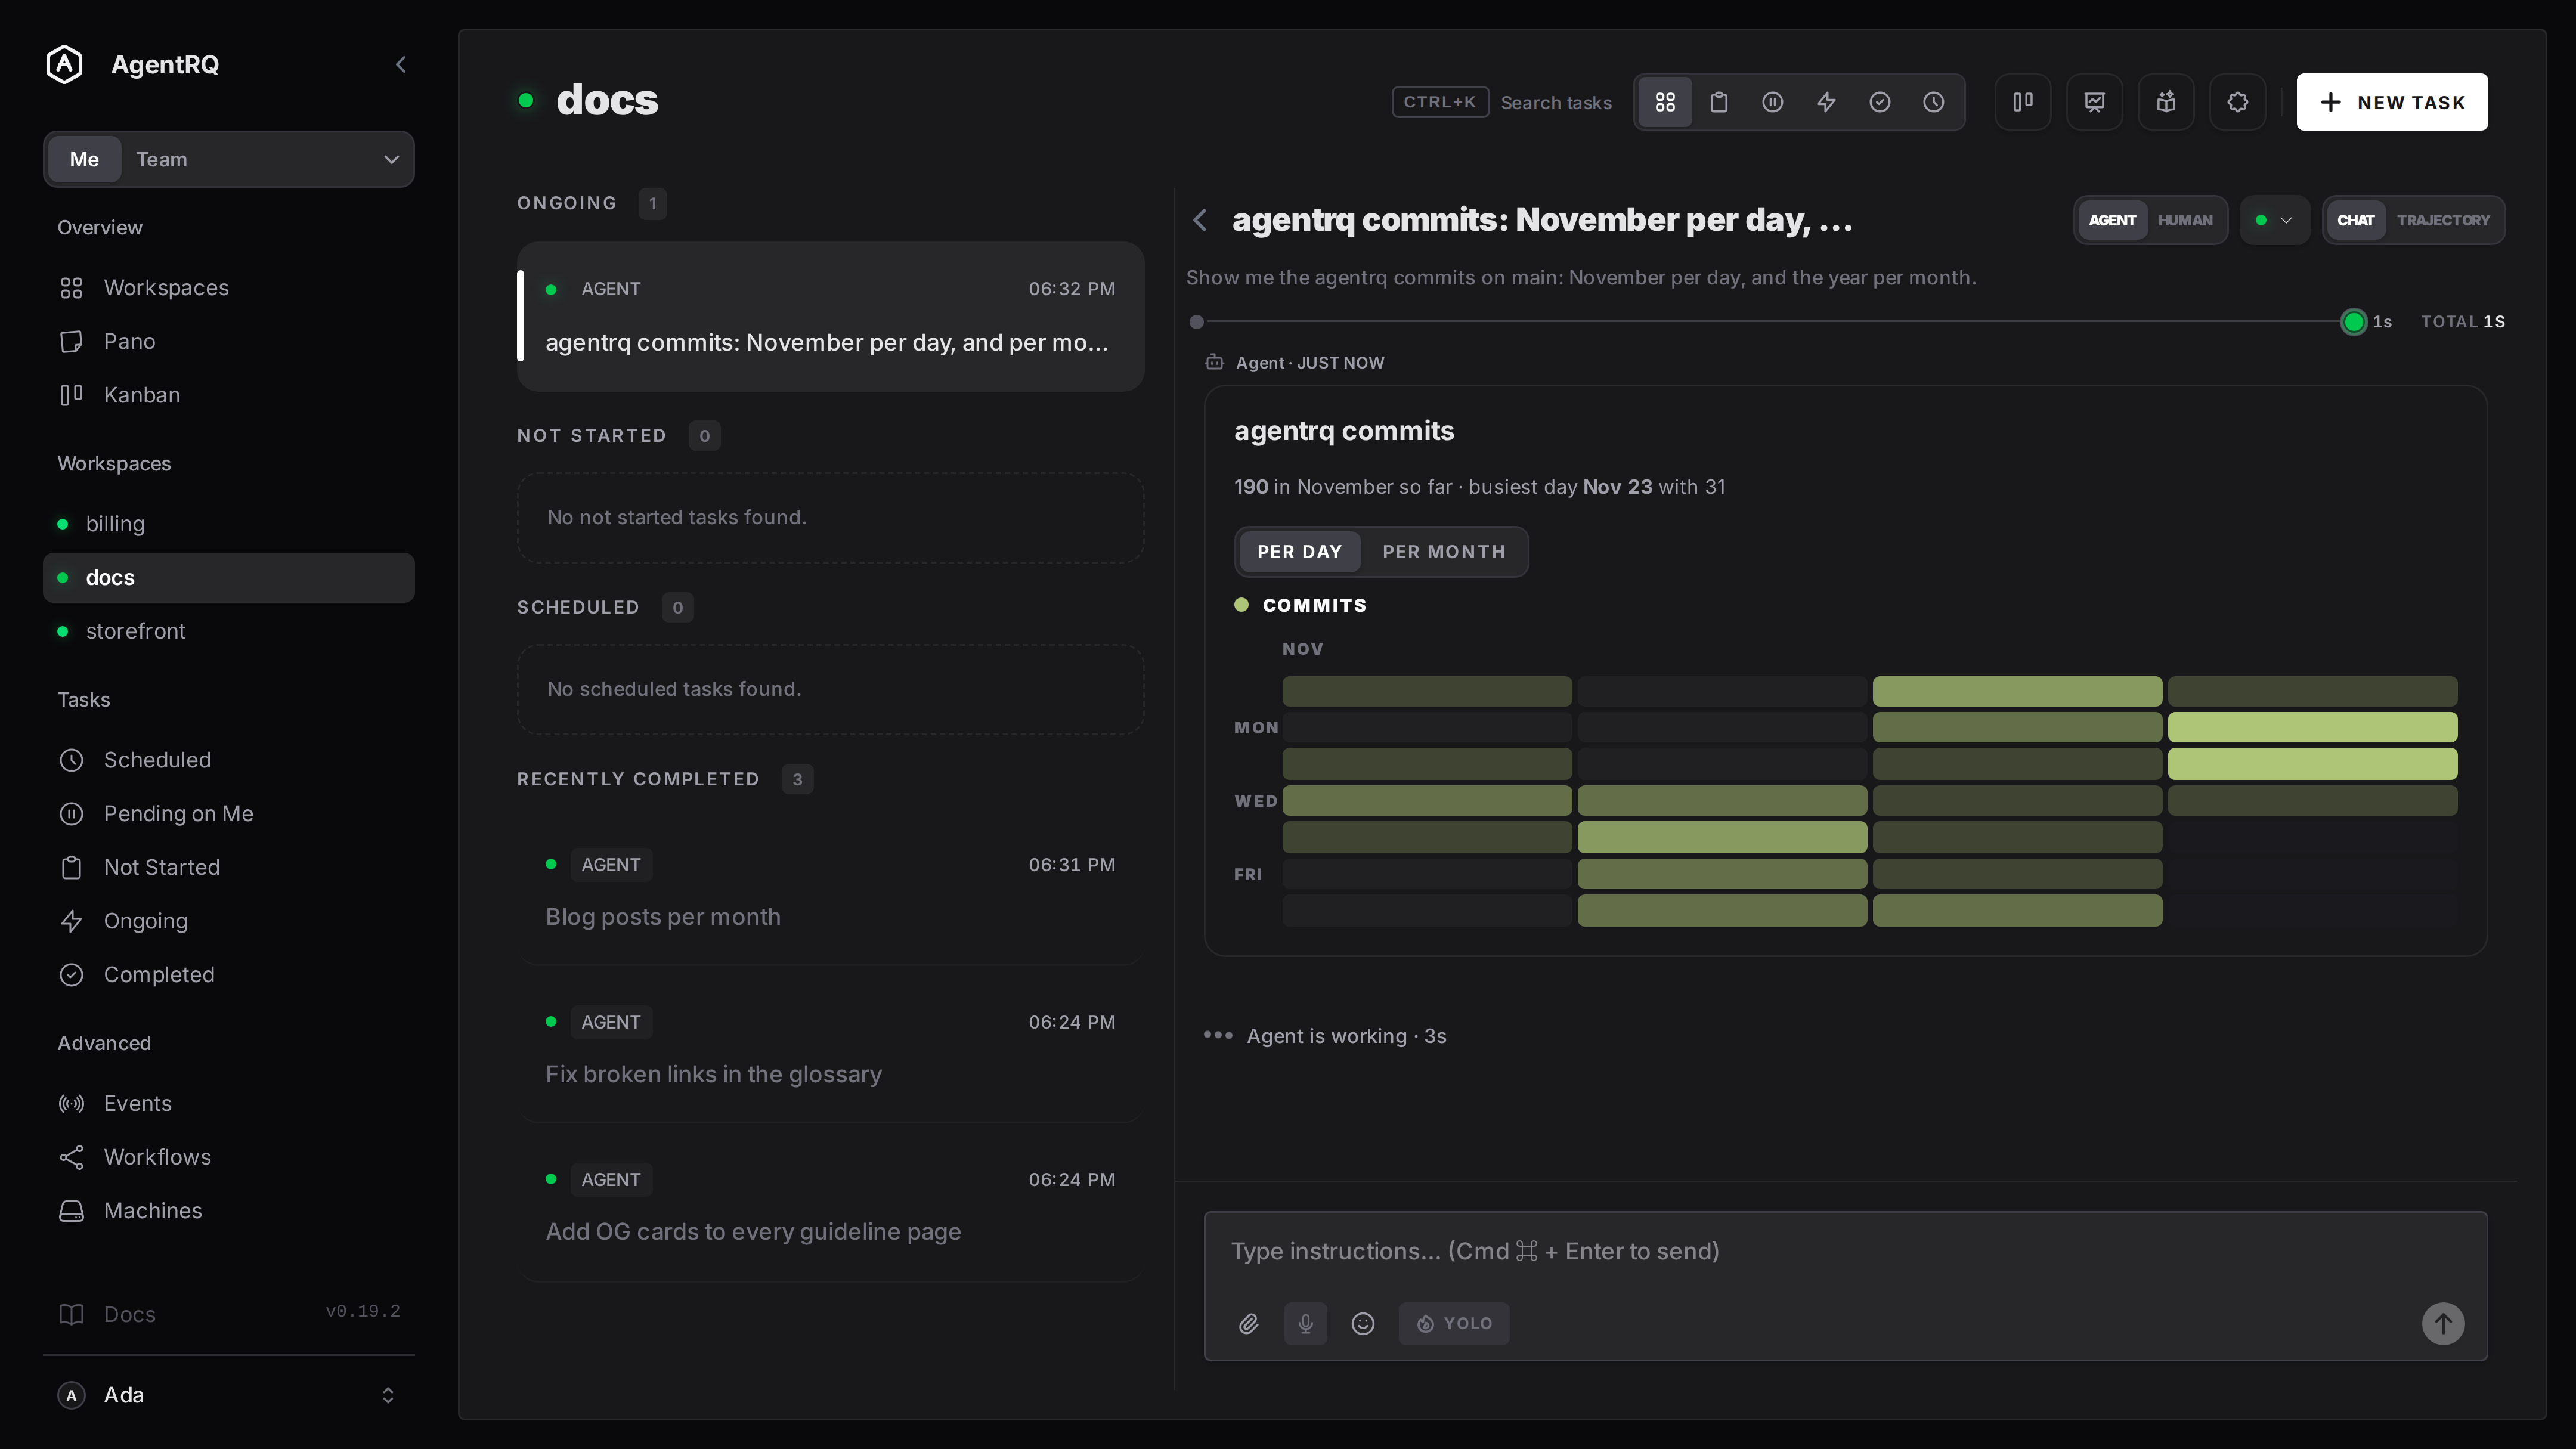 AgentRQ
Me
Team
Overview
Workspaces
Pano
Kanban
Workspaces
billing
docs
storefront
Tasks
Scheduled
Pending on Me
Not Started
Ongoing
Completed
Advanced
Events
Workflows
Machines
Docs
v0.19.2
A
Ada
docs
CTRL+K
Search tasks
NEW TASK
ONGOING 1
AGENT
06:32 PM
agentrq commits: November per day, and per mo...
NOT STARTED 0
No not started tasks found.
SCHEDULED 0
No scheduled tasks found.
RECENTLY COMPLETED 3
AGENT
06:31 PM
Blog posts per month
AGENT
06:24 PM
Fix broken links in the glossary
AGENT
06:24 PM
Add OG cards to every guideline page
agentrq commits: November per day, ...
AGENT
HUMAN
CHAT
TRAJECTORY
Show me the agentrq commits on main: November per day, and the year per month.
1s
TOTAL 1S
Agent · JUST NOW
agentrq commits
190 in November so far · busiest day Nov 23 with 31
PER DAY
PER MONTH
COMMITS
NOV
MON
WED
FRI
Agent is working · 3s
Type instructions... (Cmd ⌘ + Enter to send)
YOLO